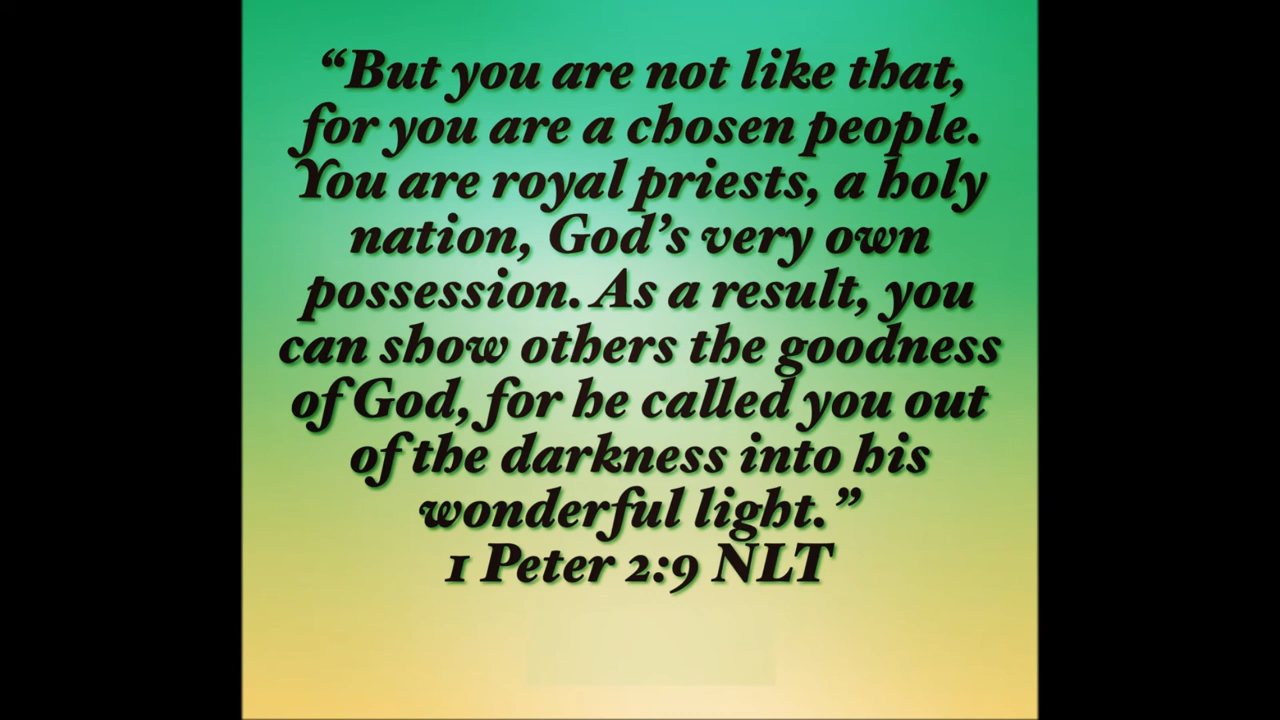 “But you are not like that,
for you are a chosen people.
You are royal priests, a holy
nation, God’s very own
possession. As a result, you
can show others the goodness
of God, for he called you out
of the darkness into his
wonderful light.”
1 Peter 2:9 NLT